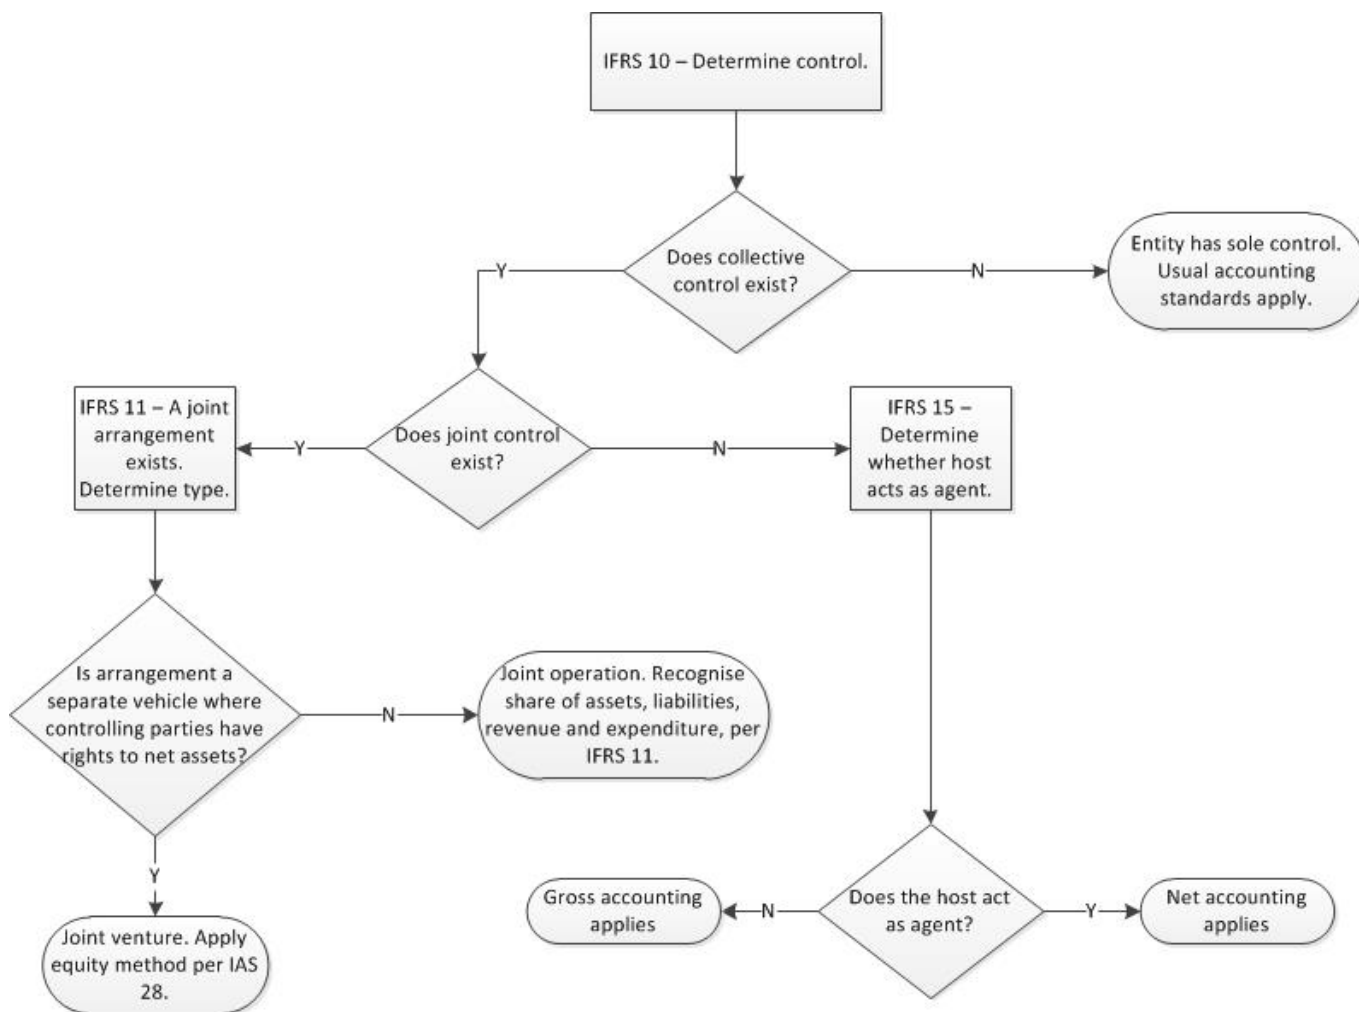 IFRS 10 – Determine control.
Does collective
control exist?
Y
N
Entity has sole control.
Usual accounting
standards apply.
IFRS 11 – A joint
arrangement
exists.
Determine type.
Y
Does joint control
exist?
N
IFRS 15 –
Determine
whether host
acts as agent.
Is arrangement a
separate vehicle where
controlling parties have
rights to net assets?
N
Joint operation. Recognise
share of assets, liabilities,
revenue and expenditure, per
IFRS 11.
Y
Joint venture. Apply
equity method per IAS
28.
Gross accounting
applies
N
Does the host act
as agent?
Y
Net accounting
applies